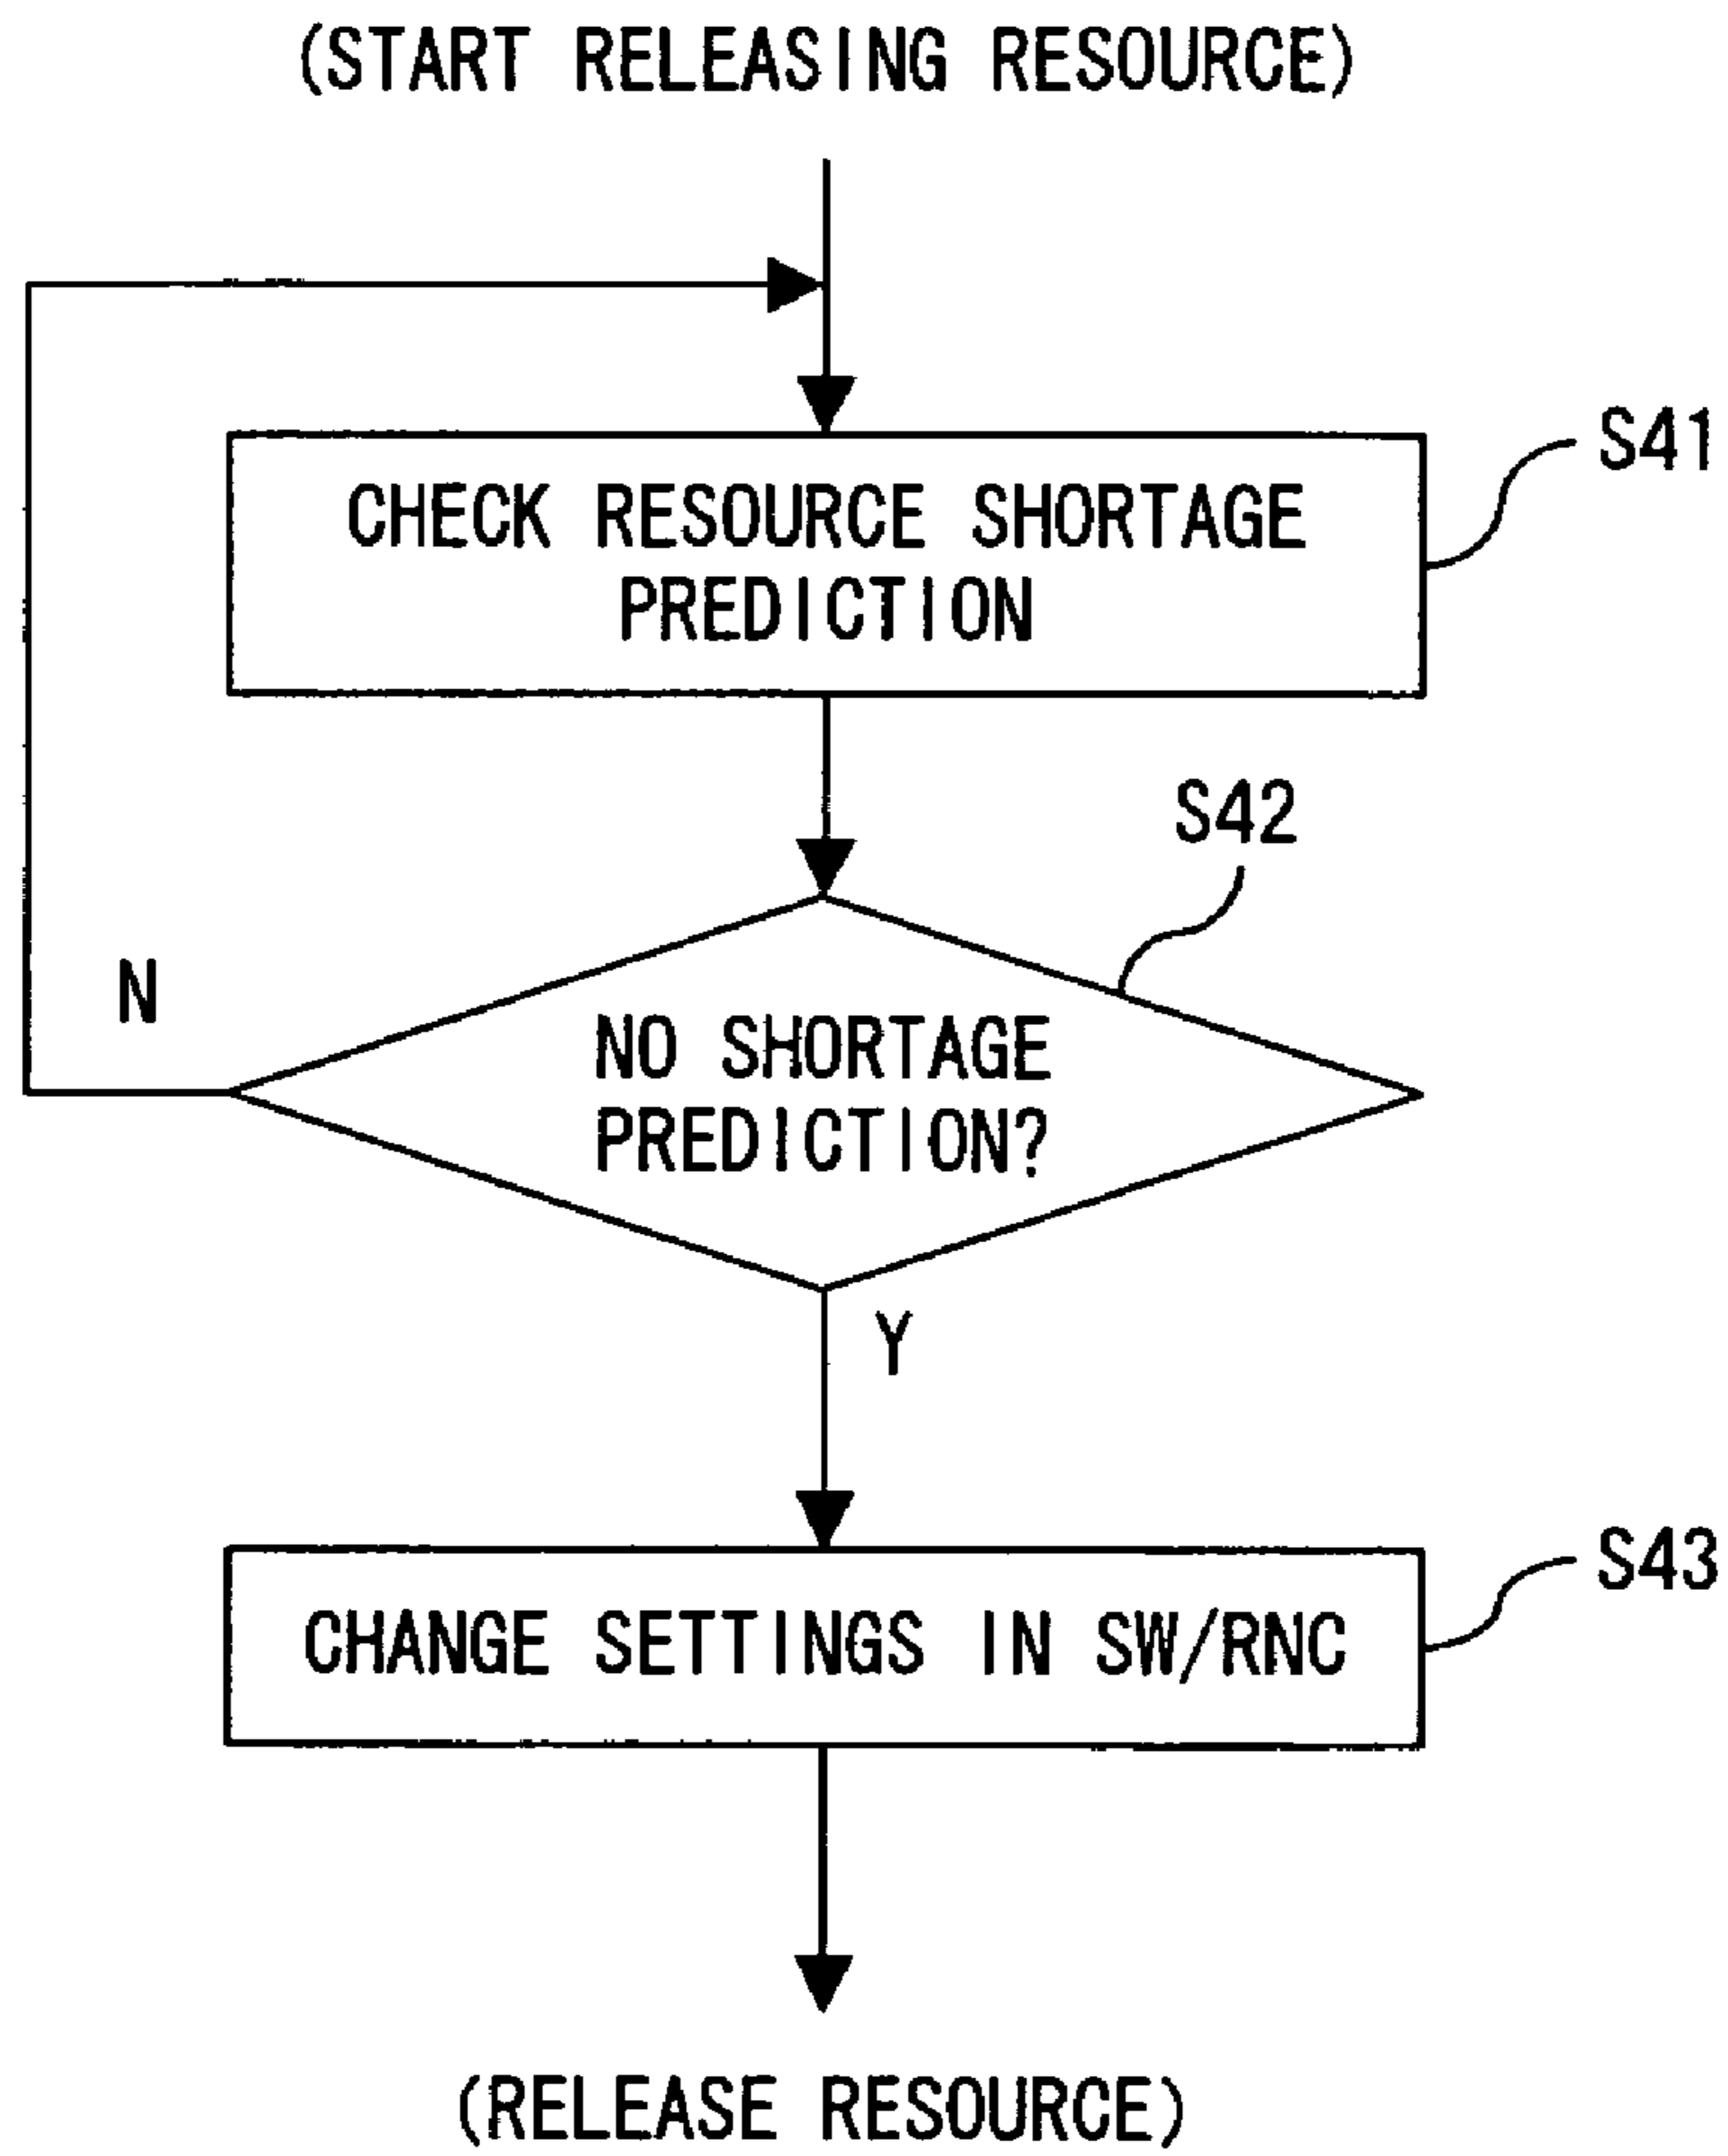 (START RELEASING RESOURCE)
S41
CHECK RESOURCE SHORTAGE
PREDICTION
S42
N
NO SHORTAGE
PREDICTION?
Y
S43
CHANGE SETTINGS IN SW/RNC
(RELEASE RESOURCE)